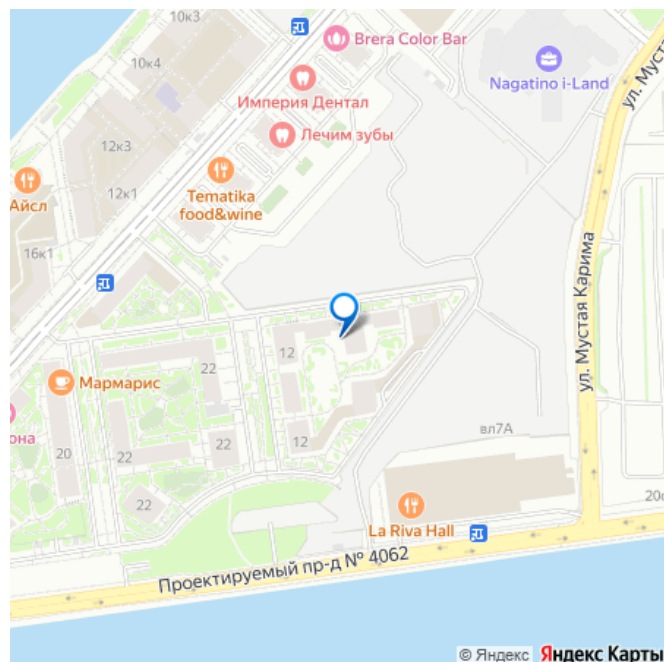 10к3
Brera Color Bar
10к4
Империя Дентал
Nagatino i-Land
ул. Муста
Лечим зубы
12к3
12к1
Айсл
Tematika
food&wine
16к1
ул. Мустая Карима
12
22
Мармарис
она
20
22
22
12
вл7А
22
20с
La Riva Hall
Проектируемый пр-д № 4062
© Яндекс Яндекс Карты